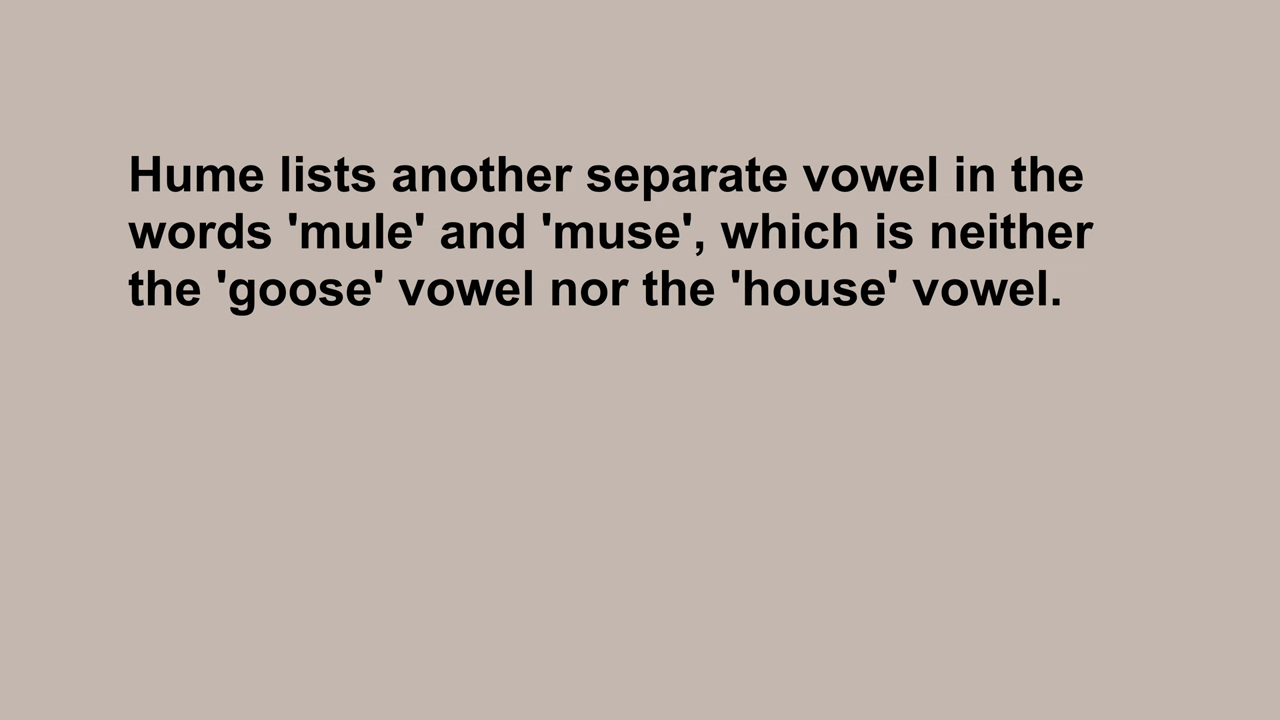 Hume lists another separate vowel in the
words 'mule' and 'muse', which is neither
the 'goose' vowel nor the 'house' vowel.